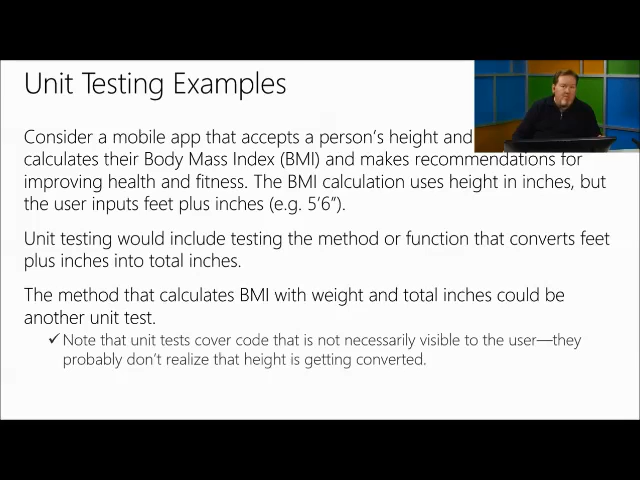 Unit Testing Examples
Consider a mobile app that accepts a person's height and
calculates their Body Mass Index (BMI) and makes recommendations for
improving health and fitness. The BMI calculation uses height in inches, but
the user inputs feet plus inches (e.g. 5'6").
Unit testing would include testing the method or function that converts feet
plus inches into total inches.
The method that calculates BMI with weight and total inches could be
another unit test.
✓Note that unit tests cover code that is not necessarily visible to the user—they
probably don't realize that height is getting converted.